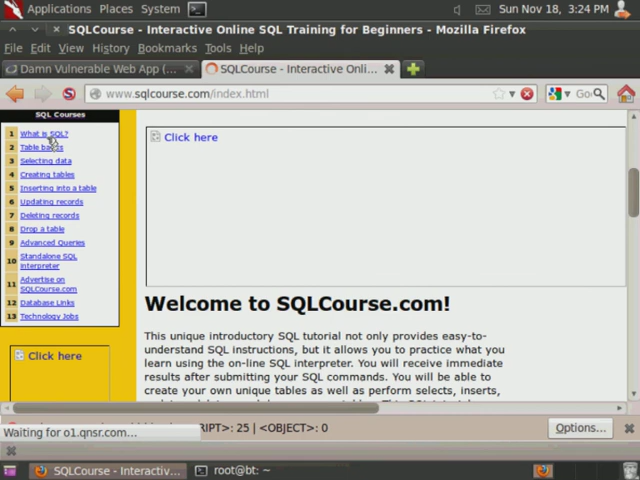 Applications Places System
Sun Nov 18, 3:24 PM
SQLCourse - Interactive Online SQL Training for Beginners - Mozilla Firefox
File Edit View History Bookmarks Tools Help
Damn Vulnerable Web App (...
SQLCourse - Interactive Onli...
www.sqlcourse.com/index.html
SQL Courses
1 What is SQL?
2 Table basics
3 Selecting data
4 Creating tables
5 Inserting into a table
6 Updating records
7 Deleting records
8 Drop a table
9 Advanced Queries
10 Standalone SQL
Interpreter
11 Advertise on
SQLCourse.com
12 Database Links
13 Technology Jobs
Click here
Click here
Welcome to SQLCourse.com!
This unique introductory SQL tutorial not only provides easy-to-
understand SQL instructions, but it allows you to practice what you
learn using the on-line SQL interpreter. You will receive immediate
results after submitting your SQL commands. You will be able to
create your own unique tables as well as perform selects, inserts,
RIPT>: 25 | <OBJECT>: 0
Options...
Waiting for o1.qnsr.com...
SQLCourse - Interactiv...
root@bt: ~